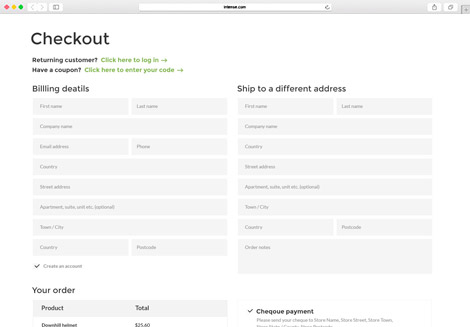 intense.com
Checkout
Returning customer? Click here to log in →
Have a coupon? Click here to enter your code →
Billling deatils
First name
Last name
Company name
Email address
Phone
Country
Street address
Apartment, suite, unit etc. (optional)
Town / City
Country
Postcode
Create an account
Ship to a different address
First name
Last name
Company name
Country
Street address
Apartment, suite, unit etc. (optional)
Town / City
Country
Postcode
Order notes
Your order
Product
Total
Downhill helmet
$25.60
Cheqoue payment
Please send your cheque to Store Name, Store Street, Store Town,